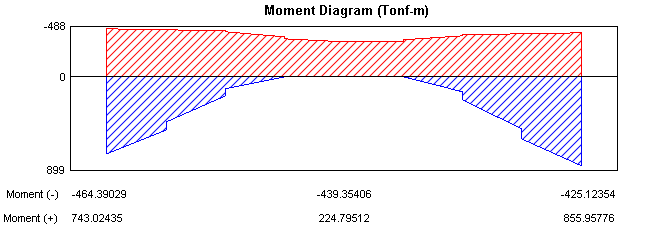 Moment Diagram (Tonf-m)
-488
0
899
Moment (-) -464.39029 -439.35406 -425.12354
Moment (+) 743.02435 224.79512 855.95776